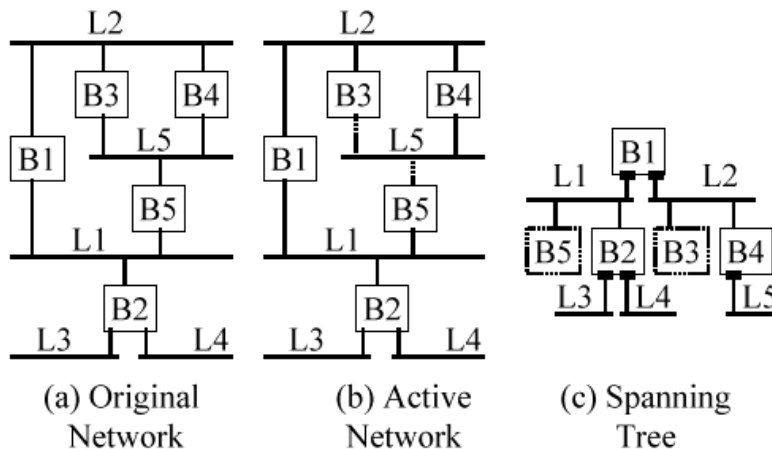 L2
B3
B4
L5
B1
B5
L1
B2
L3
L4
(a) Original
Network
L2
B3
B4
L5
B1
B5
L1
B2
L3
L4
(b) Active
Network
B1
L1
L2
B5
B2
B3
B4
L3
L4
L5
(c) Spanning
Tree